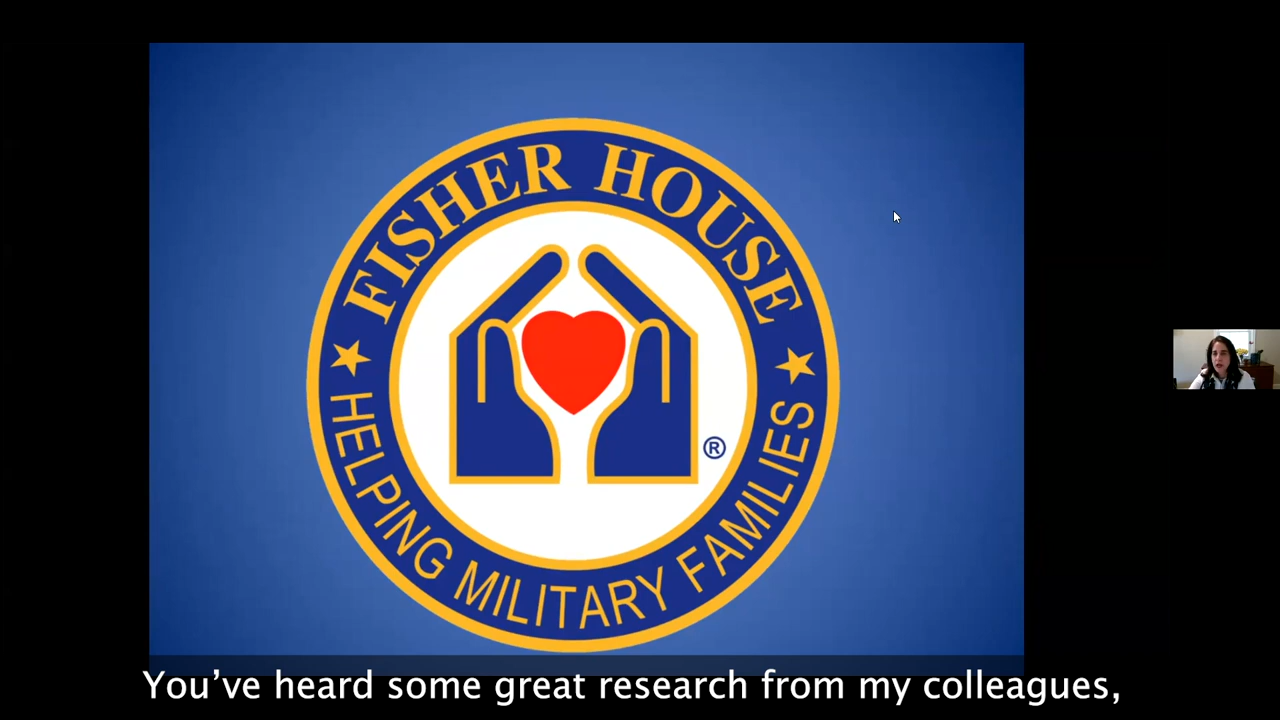 FISHER HOUSE
HELPING MILITARY FAMILIES
®
You’ve heard some great research from my colleagues,